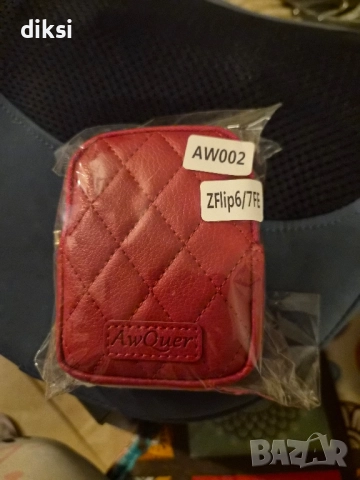 diksi
AW002
ZFlip6/7FE
AwQuer
BAZAR